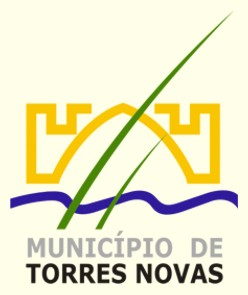 MUNICÍPIO DE
TORRES NOVAS